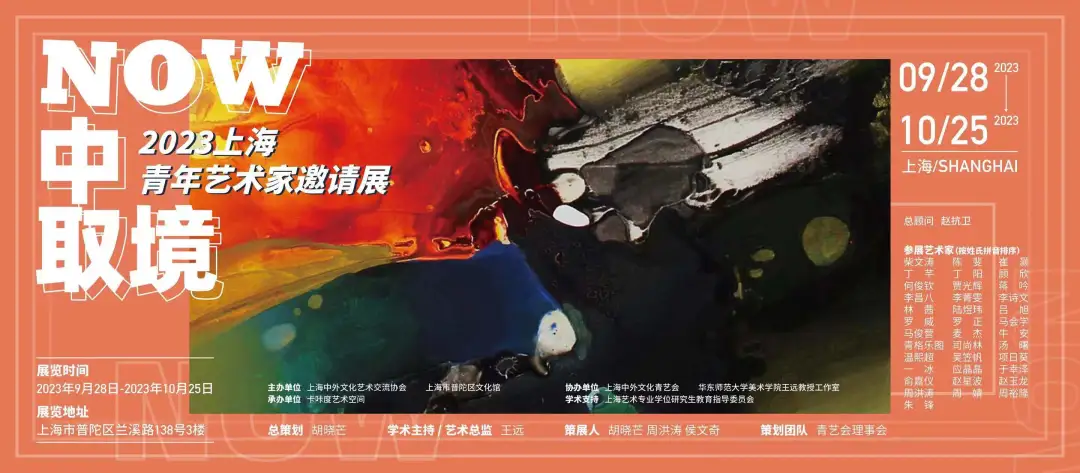 NOW
中
取境
2023上海
青年艺术家邀请展
09/28 2023
10/25 2023
上海/SHANGHAI
总顾问 赵抗卫
参展艺术家(按姓氏拼音排序)
柴文涛 陈斐 崔灏
丁芊 丁阳 顾欣
何俊钦 贾光辉 蒋吟
李昌八 李箐雯 李诗文
林茜 陆煜玮 吕旭
罗威 罗正 马会宇
马俊营 麦杰 牛安
青格乐图 司尚林 汤曙
温熙超 吴笠帆 项日葵
一冰 应晶晶 于幸泽
俞嘉仪 赵星波 赵玉龙
周洪涛 周婧 周裕隆
朱锋
展览时间
2023年9月28日-2023年10月25日
展览地址
上海市普陀区兰溪路138号3楼
主办单位 上海中外文化艺术交流协会 上海市普陀区文化馆
承办单位 卡咔度艺术空间
协办单位 上海中外文化青艺会 华东师范大学美术学院王远教授工作室
学术支持 上海艺术专业学位研究生教育指导委员会
总策划 胡晓芒 学术主持/艺术总监 王远 策展人 胡晓芒 周洪涛 侯文奇 策划团队 青艺会理事会
NOW
NOW